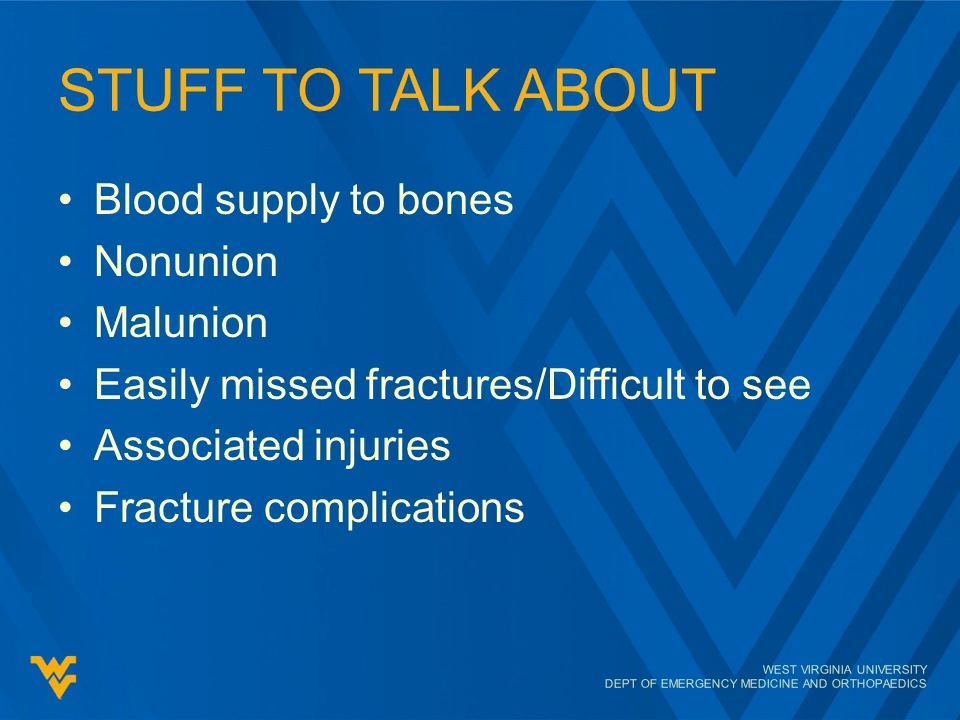 STUFF TO TALK ABOUT
• Blood supply to bones
• Nonunion
• Malunion
• Easily missed fractures/Difficult to see
• Associated injuries
• Fracture complications
WEST VIRGINIA UNIVERSITY
DEPT OF EMERGENCY MEDICINE AND ORTHOPAEDICS